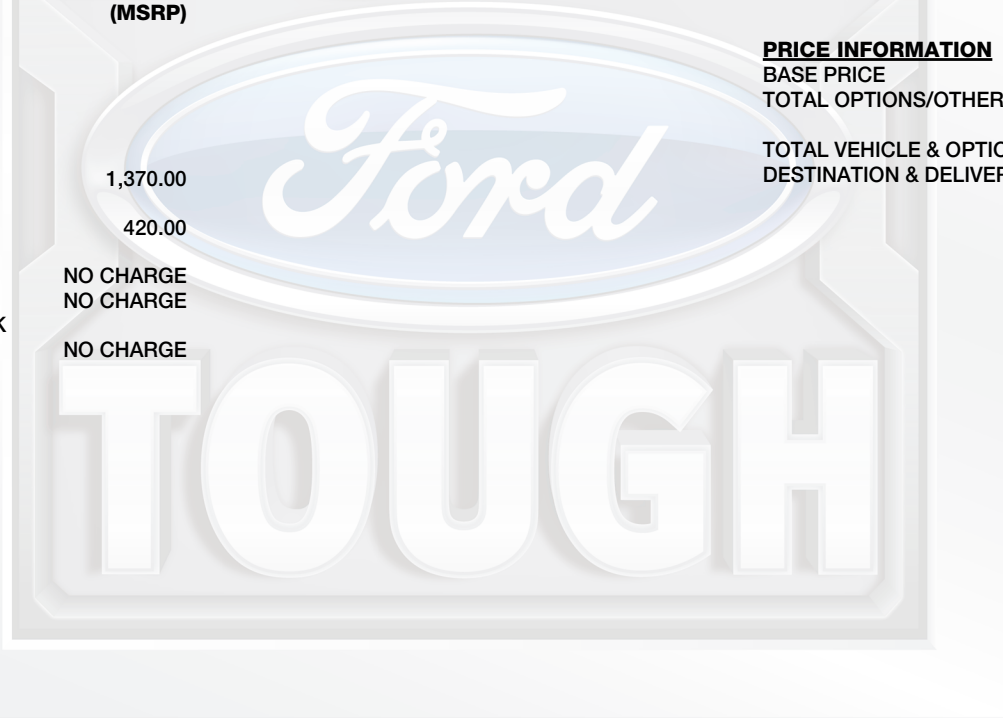 (MSRP)
1,370.00
420.00
NO CHARGE
NO CHARGE
K
NO CHARGE
PRICE INFORMATION
BASE PRICE
TOTAL OPTIONS/OTHER
TOTAL VEHICLE & OPTIO
DESTINATION & DELIVER
Ford
TOUGH